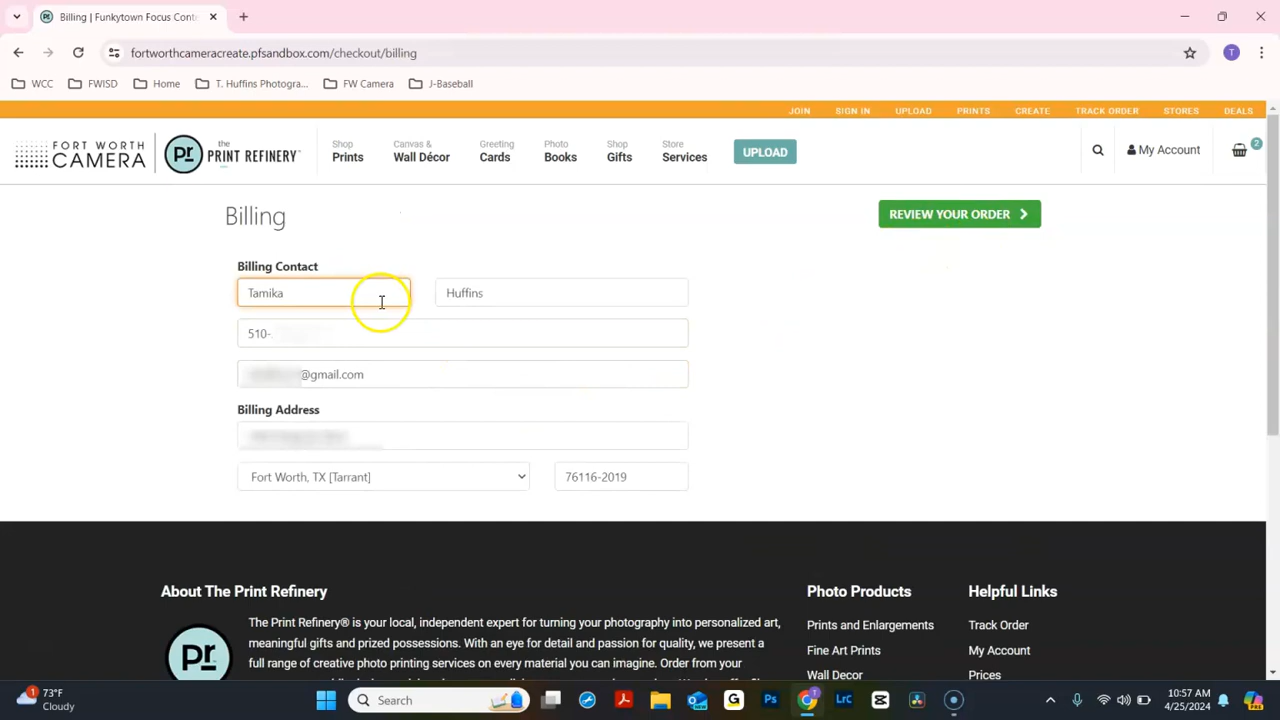 Billing | Funkytown Focus Conte
fortworthcameracreate.pfsandbox.com/checkout/billing
T
WCC FWISD Home T. Huffins Photogra... FW Camera J-Baseball
JOIN SIGN IN UPLOAD PRINTS CREATE TRACK ORDER STORES DEALS
FORT WORTH CAMERA
Pr the PRINT REFINERY
Shop Prints
Canvas & Wall Décor
Greeting Cards
Photo Books
Shop Gifts
Store Services
UPLOAD
My Account
2
Billing
REVIEW YOUR ORDER
Billing Contact
Tamika Huffins
510-
@gmail.com
Billing Address
Fort Worth, TX [Tarrant] 76116-2019
About The Print Refinery
Pr
The Print Refinery® is your local, independent expert for turning your photography into personalized art,
meaningful gifts and prized possessions. With an eye for detail and passion for quality, we present a
full range of creative photo printing services on every material you can imagine. Order from your
Photo Products
Prints and Enlargements
Fine Art Prints
Wall Decor
Helpful Links
Track Order
My Account
Prices
1
73°F
Cloudy
Search
Ps
LrC
10:57 AM
4/25/2024